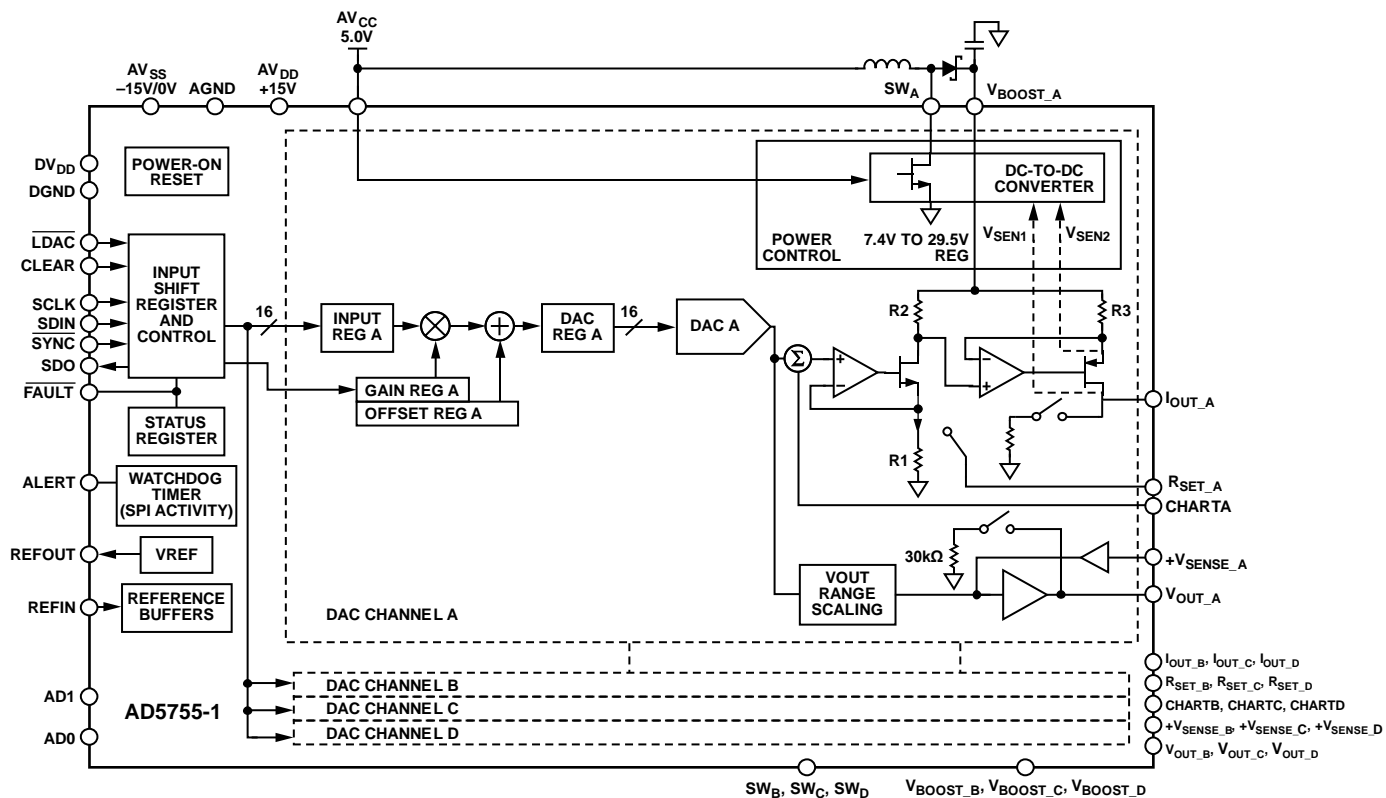 AVCC
5.0V
AVSS
–15V/0V
AGND
AVDD
+15V
SWA
VBOOST_A
DVDD
DGND
POWER-ON
RESET
LDAC
CLEAR
SCLK
SDIN
SYNC
SDO
FAULT
INPUT
SHIFT
REGISTER
AND
CONTROL
STATUS
REGISTER
ALERT
WATCHDOG
TIMER
(SPI ACTIVITY)
REFOUT
VREF
REFIN
REFERENCE
BUFFERS
AD1
AD0
AD5755-1
16
INPUT
REG A
×
+
GAIN REG A
OFFSET REG A
DAC
REG A
16
DAC A
DC-TO-DC
CONVERTER
POWER
CONTROL
7.4V TO 29.5V
REG
VSEN1
VSEN2
R2
R3
Σ
+
–
–
+
R1
30kΩ
VOUT
RANGE
SCALING
DAC CHANNEL A
DAC CHANNEL B
DAC CHANNEL C
DAC CHANNEL D
IOUT_A
RSET_A
CHARTA
+VSENSE_A
VOUT_A
IOUT_B, IOUT_C, IOUT_D
RSET_B, RSET_C, RSET_D
CHARTB, CHARTC, CHARTD
+VSENSE_B, +VSENSE_C, +VSENSE_D
VOUT_B, VOUT_C, VOUT_D
SWB, SWC, SWD
VBOOST_B, VBOOST_C, VBOOST_D